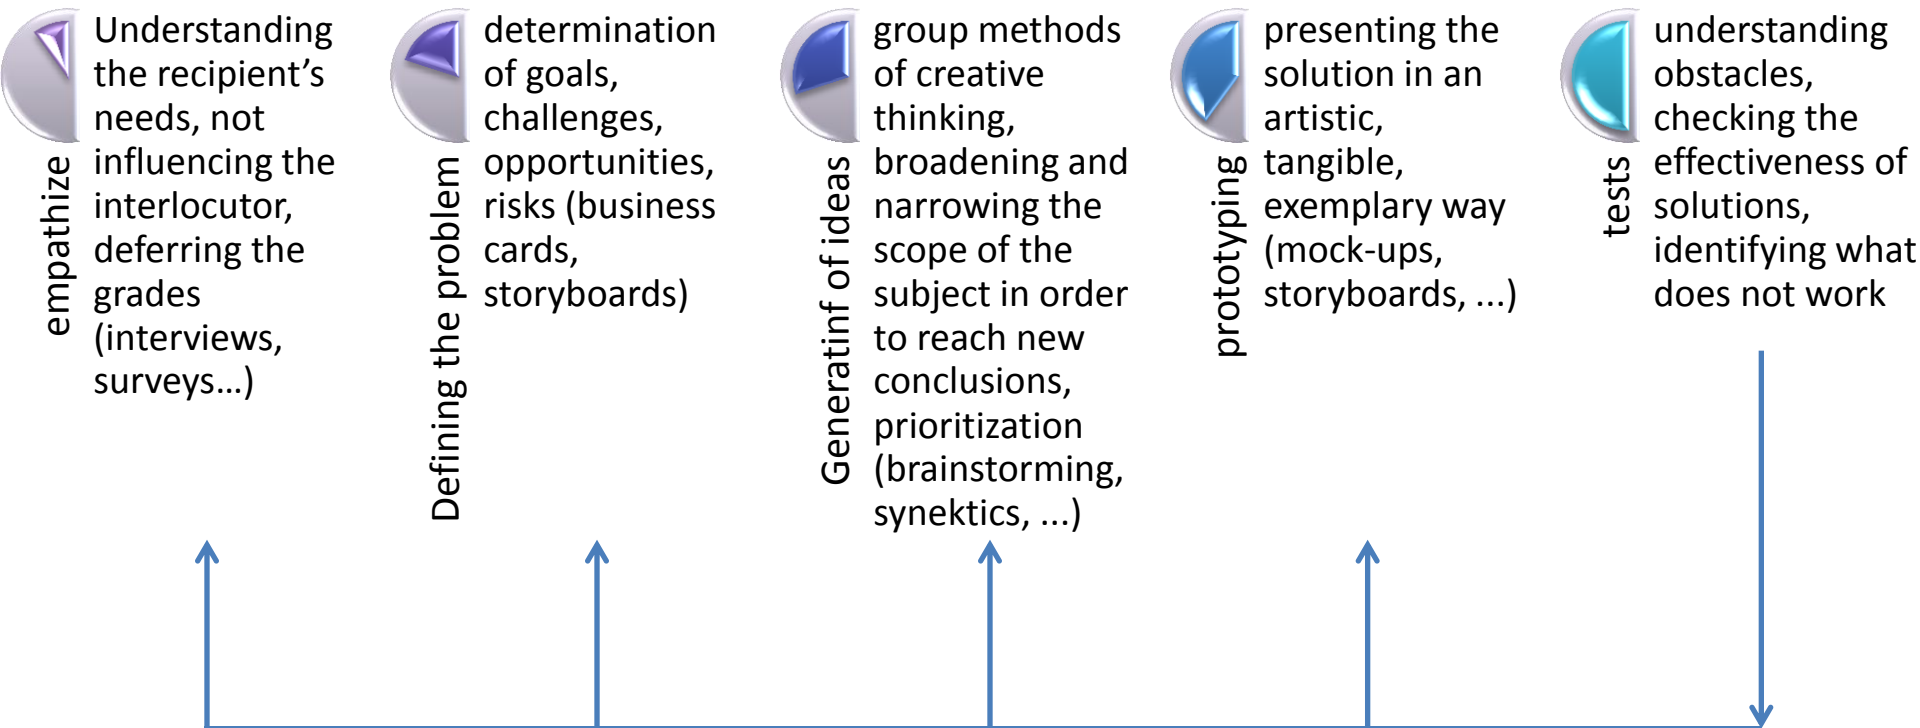 empathize
Understanding
the recipient’s
needs, not
influencing the
interlocutor,
deferring the
grades
(interviews,
surveys…)
Defining the problem
determination
of goals,
challenges,
opportunities,
risks (business
cards,
storyboards)
Generatinf of ideas
group methods
of creative
thinking,
broadening and
narrowing the
scope of the
subject in order
to reach new
conclusions,
prioritization
(brainstorming,
synektics, ...)
prototyping
presenting the
solution in an
artistic,
tangible,
exemplary way
(mock-ups,
storyboards, ...)
tests
understanding
obstacles,
checking the
effectiveness of
solutions,
identifying what
does not work